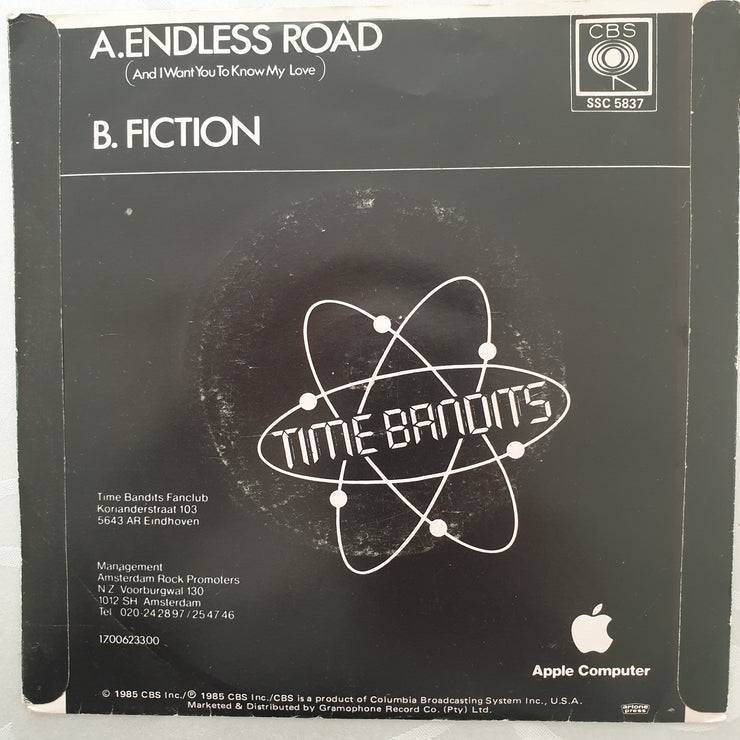 A. ENDLESS ROAD
(And I Want You To Know My Love)
B. FICTION
CBS
SSC 5837
TIME BANDITS
Time Bandits Fanclub
Korianderstraat 103
5643 AR Eindhoven
Management
Amsterdam Rock Promoters
N.Z. Voorburgwal 130
1012 SH Amsterdam
Tel 020-242897/254746
1700623300
Apple Computer
© 1985 CBS Inc./℗ 1985 CBS Inc./CBS is a product of Columbia Broadcasting System Inc., U.S.A.
Marketed & Distributed by Gramophone Record Co. (Pty) Ltd.
artone
press